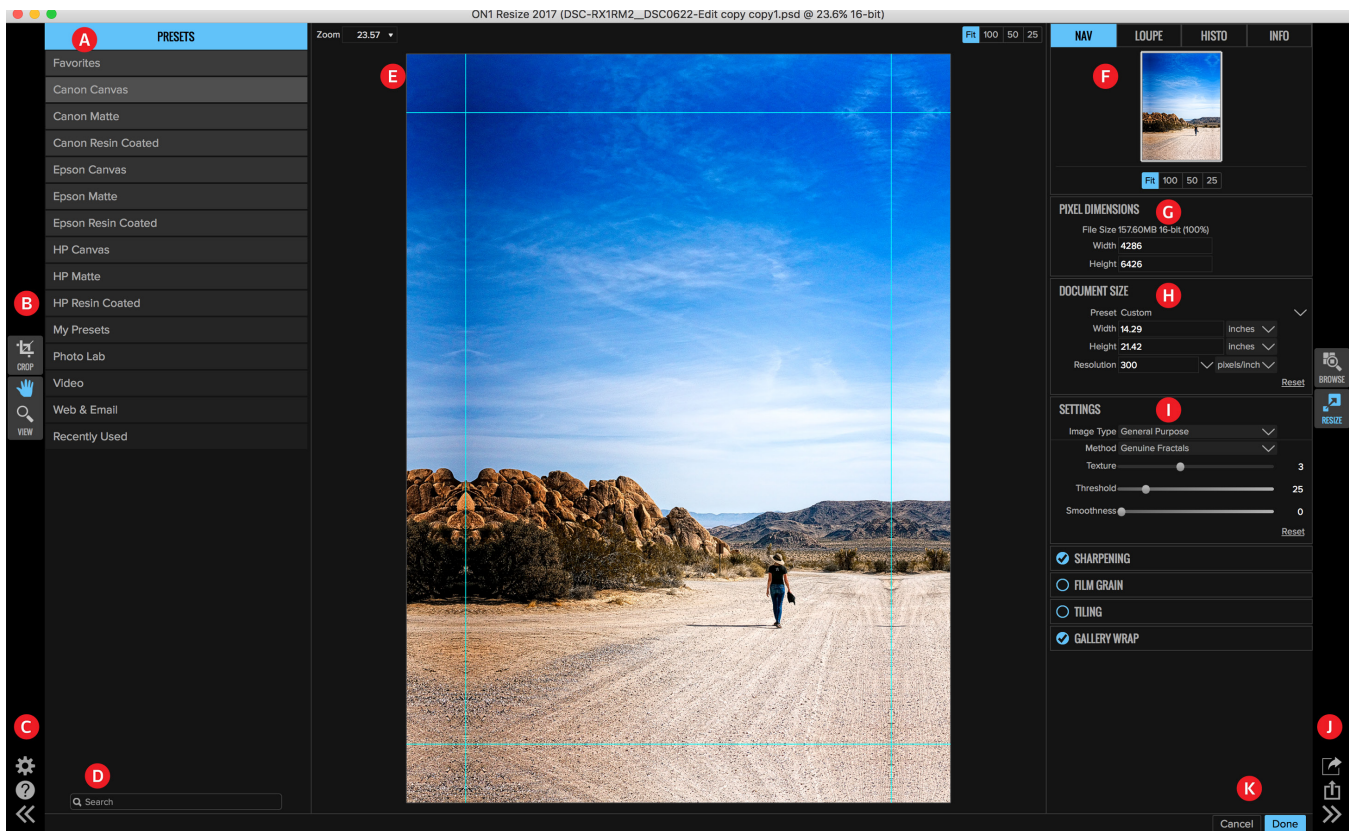 ON1 Resize 2017 (DSC-RX1RM2__DSC0622-Edit copy copy1.psd @ 23.6% 16-bit)
A PRESETS
Favorites
Canon Canvas
Canon Matte
Canon Resin Coated
Epson Canvas
Epson Matte
Epson Resin Coated
HP Canvas
HP Matte
HP Resin Coated
My Presets
Photo Lab
Video
Web & Email
Recently Used
B
CROP
VIEW
C
?
D
Search
Zoom 23.57
Fit 100 50 25
E
NAV LOUPE HISTO INFO
F
Fit 100 50 25
PIXEL DIMENSIONS G
File Size 157.60MB 16-bit (100%)
Width 4286
Height 6426
DOCUMENT SIZE H
Preset Custom
Width 14.29 inches
Height 21.42 inches
Resolution 300 pixels/inch
Reset
SETTINGS I
Image Type General Purpose
Method Genuine Fractals
Texture 3
Threshold 25
Smoothness 0
Reset
SHARPENING
FILM GRAIN
TILING
GALLERY WRAP
BROWSE
RESIZE
J
K
Cancel Done